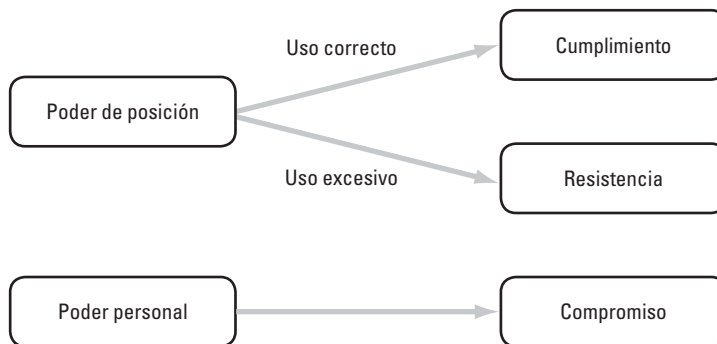 Uso correcto
Cumplimiento
Poder de posición
Uso excesivo
Resistencia
Poder personal
Compromiso